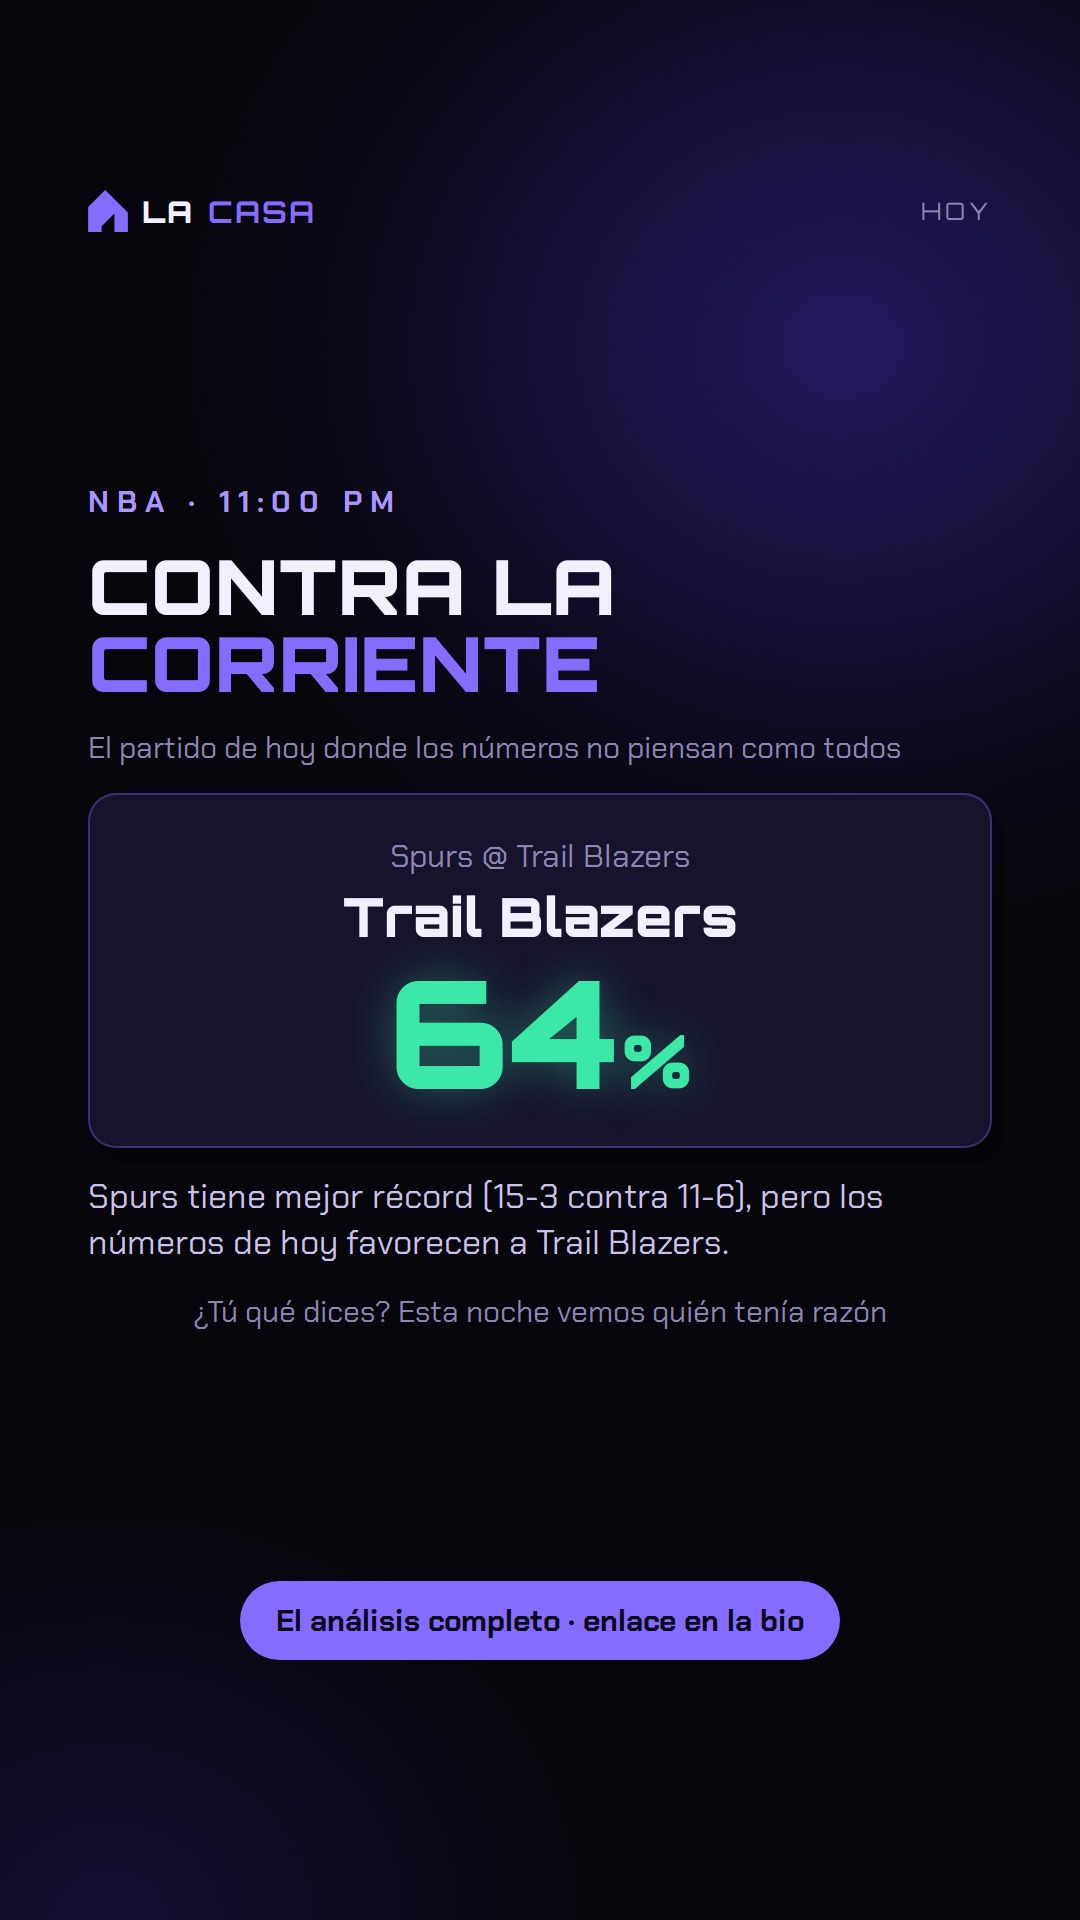 LA CASA
HOY
NBA · 11:00 PM
CONTRA LA
CORRIENTE
El partido de hoy donde los números no piensan como todos
Spurs @ Trail Blazers
Trail Blazers
64%
Spurs tiene mejor récord (15-3 contra 11-6), pero los
números de hoy favorecen a Trail Blazers.
¿Tú qué dices? Esta noche vemos quién tenía razón
El análisis completo · enlace en la bio